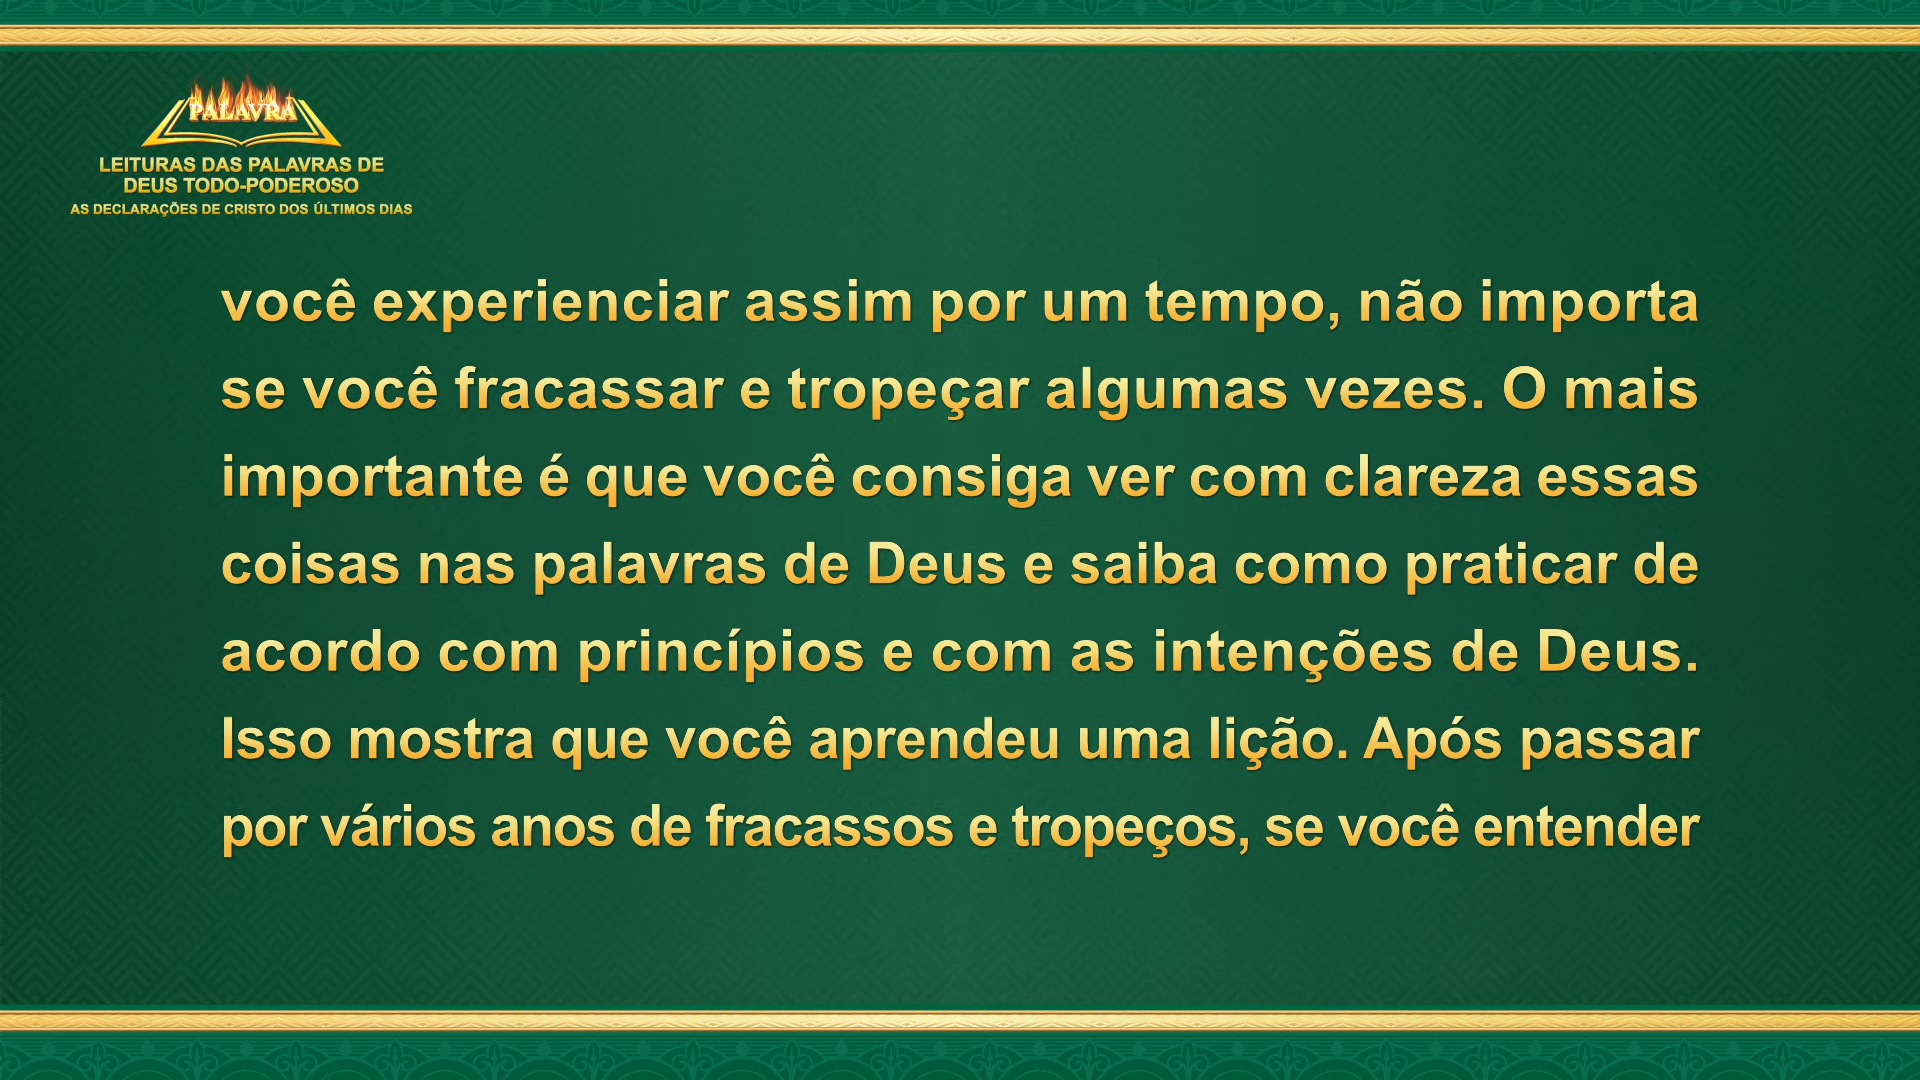 PALAVRA
LEITURAS DAS PALAVRAS DE
DEUS TODO-PODEROSO
AS DECLARAÇÕES DE CRISTO DOS ÚLTIMOS DIAS
você experienciar assim por um tempo, não importa
se você fracassar e tropeçar algumas vezes. O mais
importante é que você consiga ver com clareza essas
coisas nas palavras de Deus e saiba como praticar de
acordo com princípios e com as intenções de Deus.
Isso mostra que você aprendeu uma lição. Após passar
por vários anos de fracassos e tropeços, se você entender